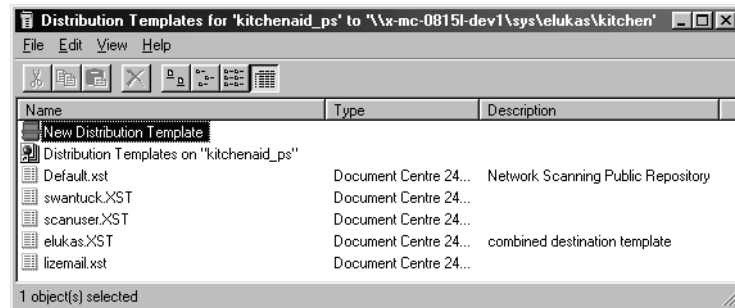 Distribution Templates for 'kitchenaid_ps' to '\\x-mc-0815l-dev1\sys\elukas\kitchen'
File Edit View Help
Name Type Description
New Distribution Template
Distribution Templates on "kitchenaid_ps"
Default.xst Document Centre 24... Network Scanning Public Repository
swantuck.XST Document Centre 24...
scanuser.XST Document Centre 24...
elukas.XST Document Centre 24... combined destination template
lizemail.xst Document Centre 24...
1 object(s) selected